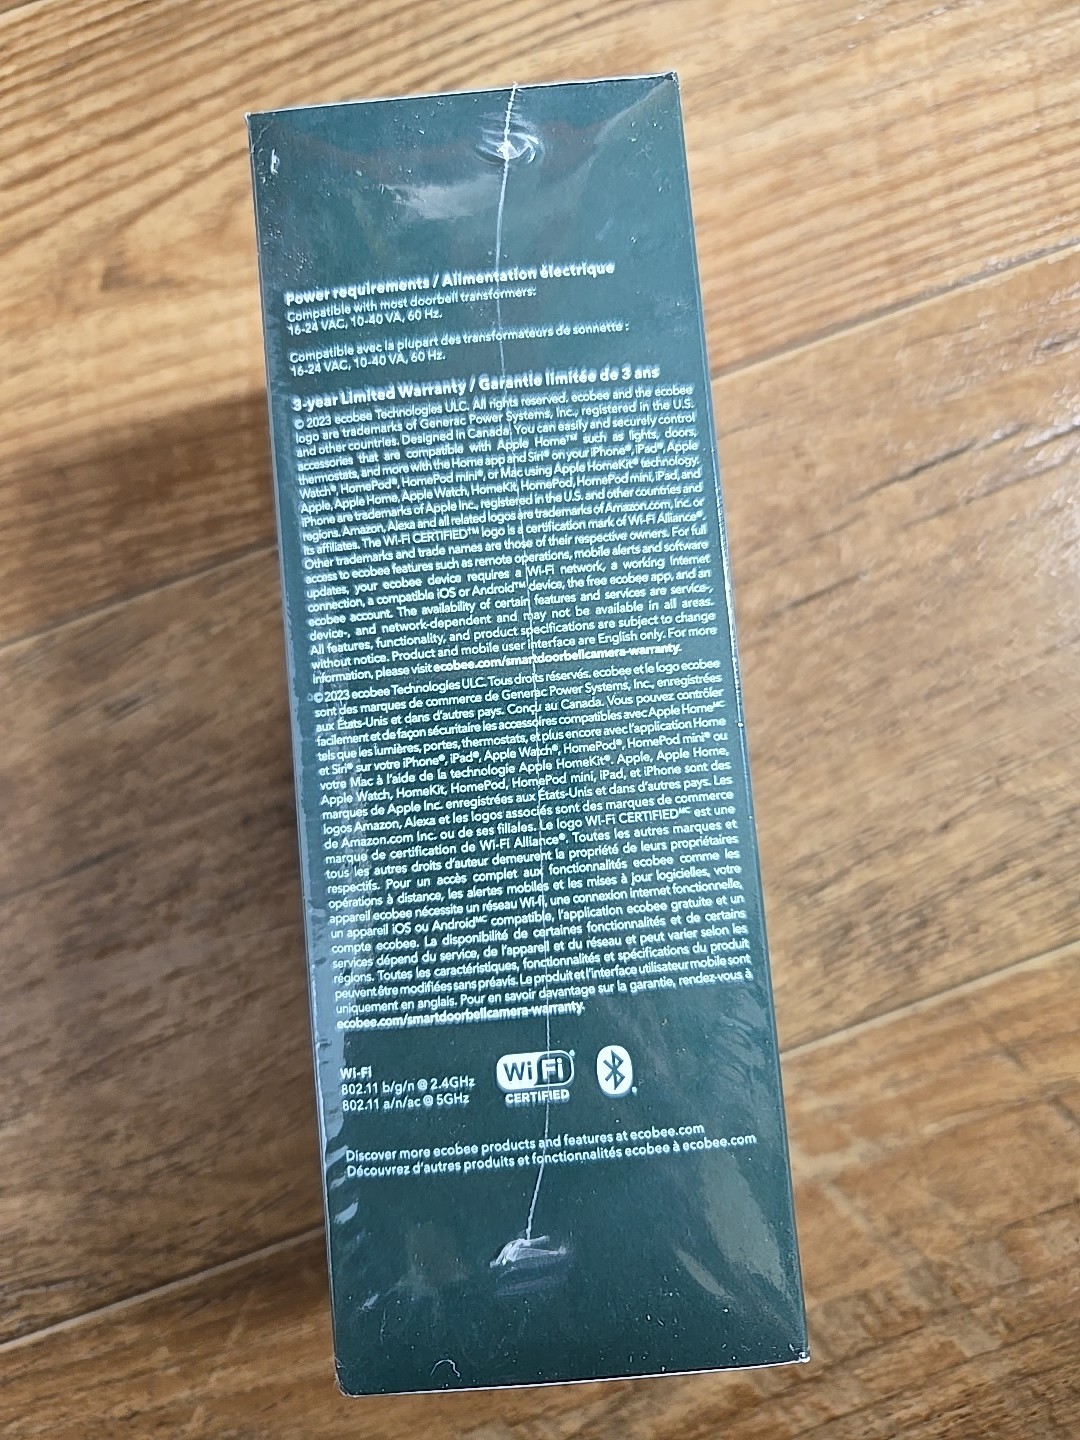 Power requirements / Alimentation électrique
Compatible with most doorbell transformers:
16-24 VAC, 10-40 VA, 60 Hz.
Compatible avec la plupart des transformateurs de sonnette :
16-24 VAC, 10-40 VA, 60 Hz.
3-year Limited Warranty / Garantie limitée de 3 ans
© 2023 ecobee Technologies ULC. All rights reserved. ecobee and the ecobee
logo are trademarks of Generac Power Systems, Inc., registered in the U.S.
and other countries. Designed in Canada. You can easily and securely control
accessories that are compatible with Apple Home™ such as lights, doors,
thermostats, and more with the Home app and Siri® on your iPhone®, iPad®, Apple
Watch®, HomePod®, HomePod mini®, or Mac using Apple HomeKit® technology.
Apple, Apple Home, Apple Watch, HomeKit, HomePod, HomePod mini, iPad, and
iPhone are trademarks of Apple Inc., registered in the U.S. and other countries and
regions. Amazon, Alexa and all related logos are trademarks of Amazon.com, Inc. or
its affiliates. The Wi-Fi CERTIFIED™ logo is a certification mark of Wi-Fi Alliance®.
Other trademarks and trade names are those of their respective owners. For full
access to ecobee features such as remote operations, mobile alerts and software
updates, your ecobee device requires a Wi-Fi network, a working Internet
connection, a compatible iOS or Android™ device, the free ecobee app, and an
ecobee account. The availability of certain features and services are service-,
device-, and network-dependent and may not be available in all areas.
All features, functionality, and product specifications are subject to change
without notice. Product and mobile user interface are English only. For more
information, please visit ecobee.com/smartdoorbellcamera-warranty.
© 2023 ecobee Technologies ULC. Tous droits réservés. ecobee et le logo ecobee
sont des marques de commerce de Generac Power Systems, Inc., enregistrées
aux États-Unis et dans d'autres pays. Conçu au Canada. Vous pouvez contrôler
facilement et de façon sécuritaire les accessoires compatibles avec Apple Homeᴹᶜ
tels que les lumières, portes, thermostats, et plus encore avec l'application Home
et Siri® sur votre iPhone®, iPad®, Apple Watch®, HomePod®, HomePod mini® ou
votre Mac à l'aide de la technologie Apple HomeKit®. Apple, Apple Home,
Apple Watch, HomeKit, HomePod, HomePod mini, iPad, et iPhone sont des
marques de Apple Inc. enregistrées aux États-Unis et dans d'autres pays. Les
logos Amazon, Alexa et les logos associés sont des marques de commerce
de Amazon.com Inc. ou de ses filiales. Le logo Wi-Fi CERTIFIEDᴹᶜ est une
marque de certification de Wi-Fi Alliance®. Toutes les autres marques et
tous les autres droits d'auteur demeurent la propriété de leurs propriétaires
respectifs. Pour un accès complet aux fonctionnalités ecobee comme les
opérations à distance, les alertes mobiles et les mises à jour logicielles, votre
appareil ecobee nécessite un réseau Wi-fi, une connexion internet fonctionnelle,
un appareil iOS ou Androidᴹᶜ compatible, l'application ecobee gratuite et un
compte ecobee. La disponibilité de certaines fonctionnalités et de certains
services dépend du service, de l'appareil et du réseau et peut varier selon les
régions. Toutes les caractéristiques, fonctionnalités et spécifications du produit
peuvent être modifiées sans préavis. Le produit et l'interface utilisateur mobile sont
uniquement en anglais. Pour en savoir davantage sur la garantie, rendez-vous à
ecobee.com/smartdoorbellcamera-warranty.
Wi-Fi
802.11 b/g/n @ 2.4GHz
802.11 a/n/ac @ 5GHz
Wi Fi®
CERTIFIED
Discover more ecobee products and features at ecobee.com
Découvrez d'autres produits et fonctionnalités ecobee à ecobee.com